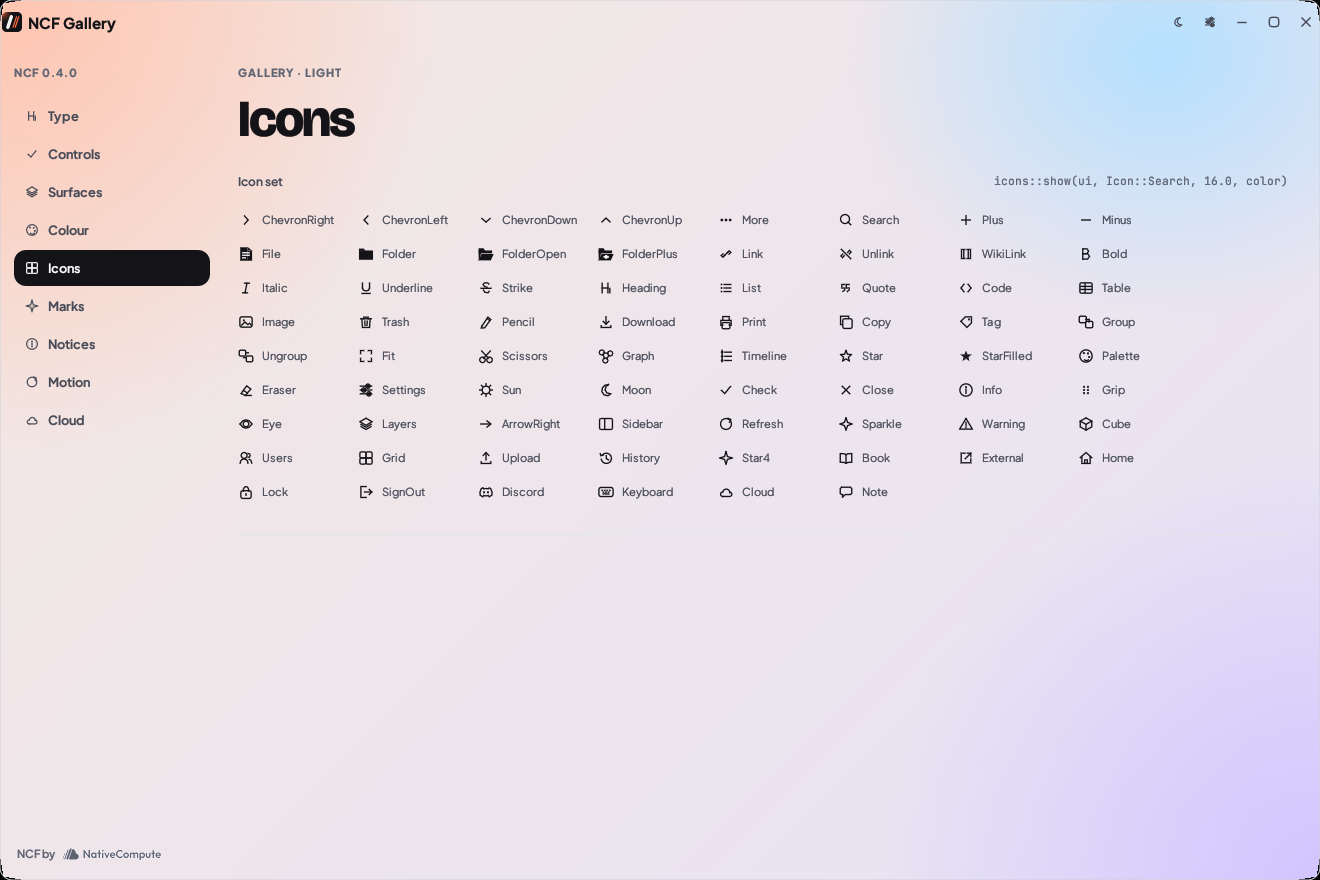 NCF Gallery
NCF 0.4.0
Type
Controls
Surfaces
Colour
Icons
Marks
Notices
Motion
Cloud
GALLERY · LIGHT
Icons
Icon set
icons::show(ui, Icon::Search, 16.0, color)
ChevronRight ChevronLeft ChevronDown ChevronUp More Search Plus Minus
File Folder FolderOpen FolderPlus Link Unlink WikiLink Bold
Italic Underline Strike Heading List Quote Code Table
Image Trash Pencil Download Print Copy Tag Group
Ungroup Fit Scissors Graph Timeline Star StarFilled Palette
Eraser Settings Sun Moon Check Close Info Grip
Eye Layers ArrowRight Sidebar Refresh Sparkle Warning Cube
Users Grid Upload History Star4 Book External Home
Lock SignOut Discord Keyboard Cloud Note
NCF by NativeCompute